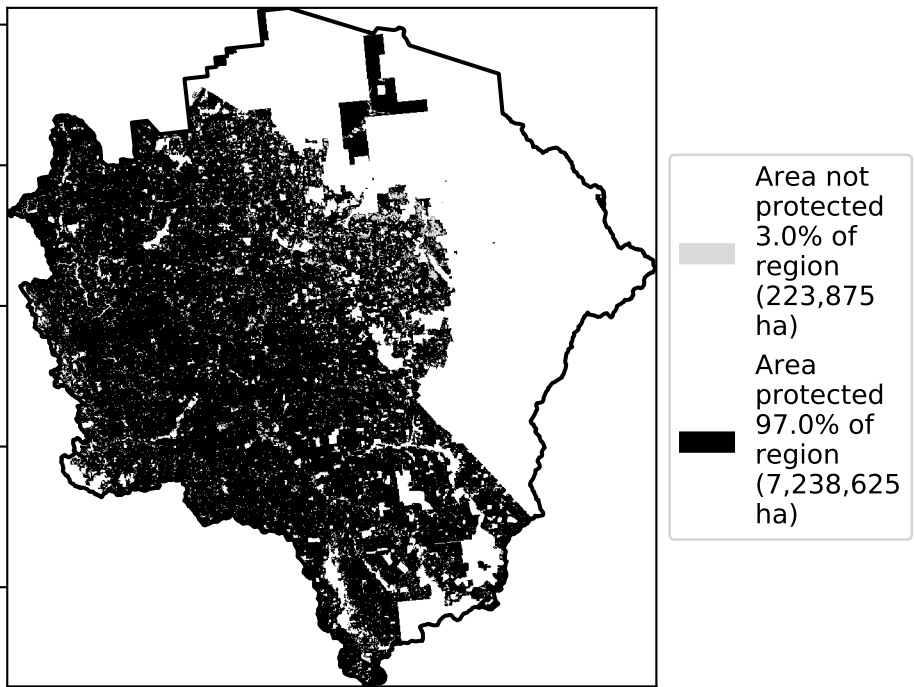 Area not
protected
3.0% of
region
(223,875
ha)
Area
protected
97.0% of
region
(7,238,625
ha)